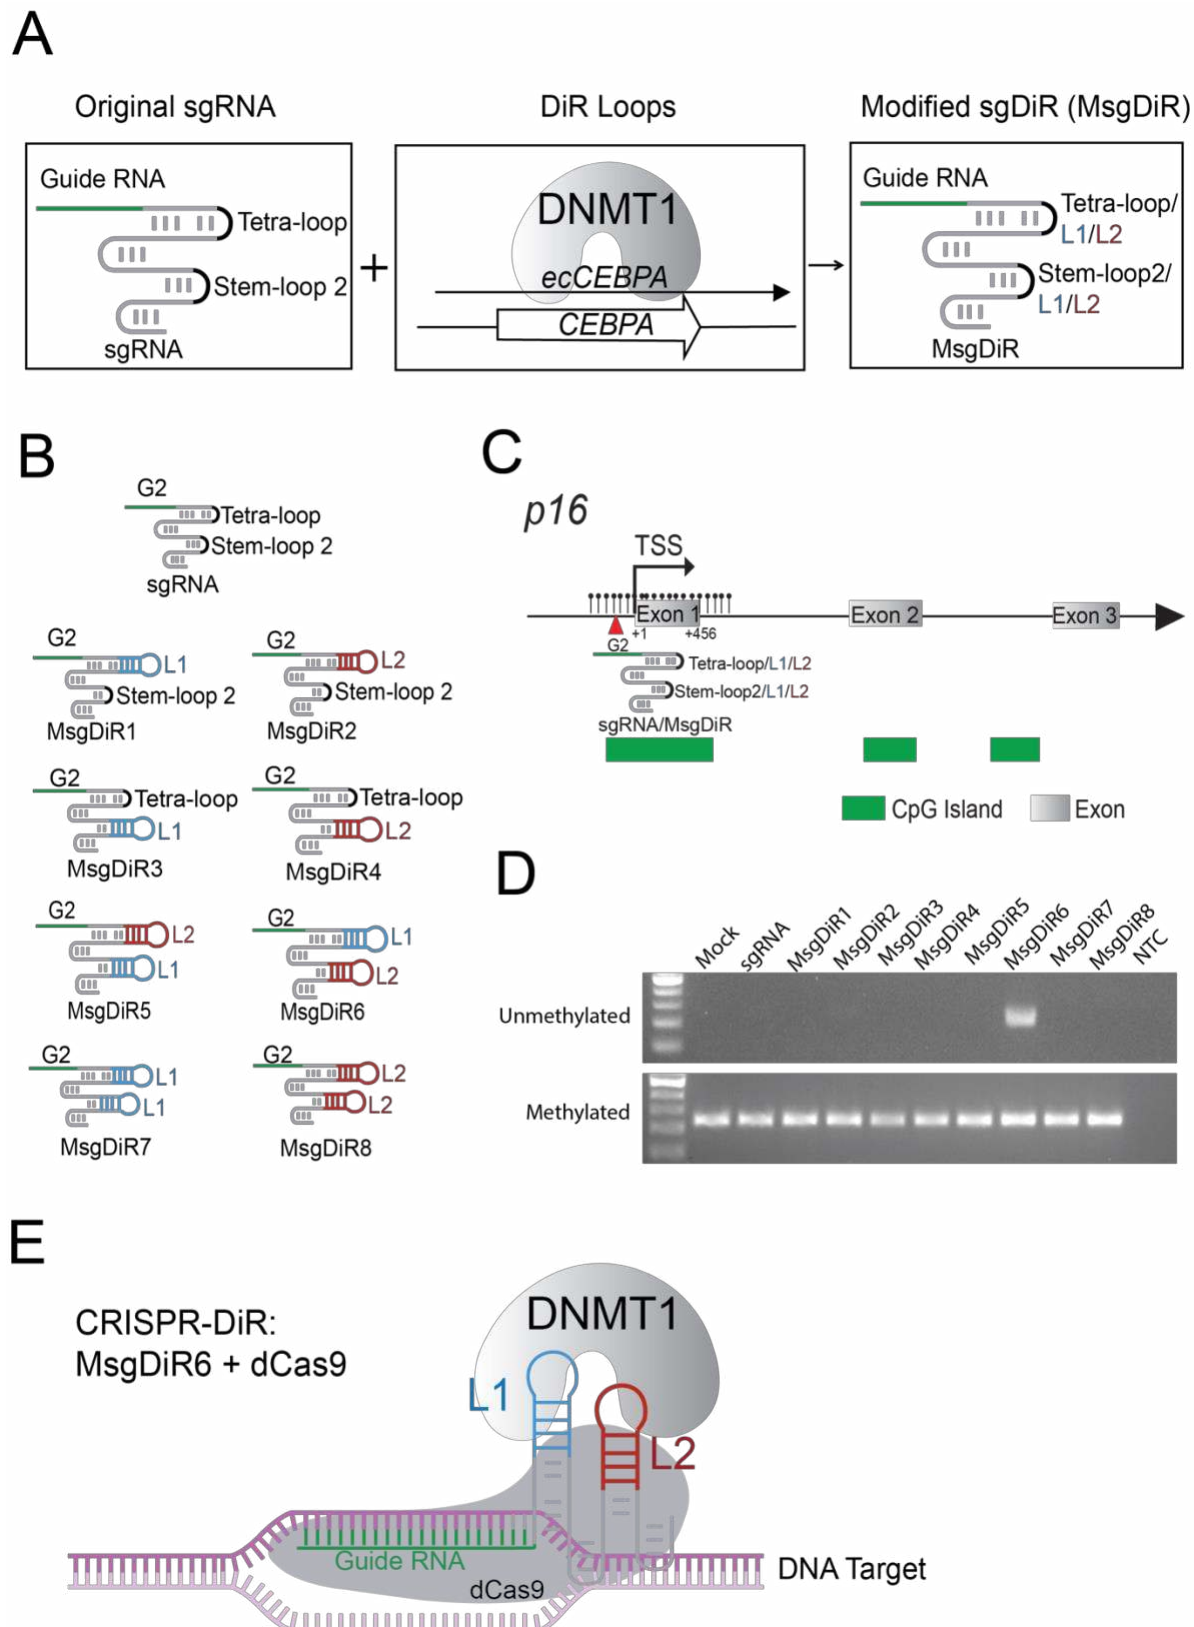 A
Original sgRNA
DiR Loops
Modified sgDiR (MsgDiR)
Guide RNA
Tetra-loop
Stem-loop 2
sgRNA
+
DNMT1
ecCEBPA
CEBPA
Guide RNA
Tetra-loop/
L1/L2
Stem-loop2/
L1/L2
MsgDiR
B
G2
Tetra-loop
Stem-loop 2
sgRNA
G2
L1
Stem-loop 2
MsgDiR1
G2
L2
Stem-loop 2
MsgDiR2
G2
Tetra-loop
L1
MsgDiR3
G2
Tetra-loop
L2
MsgDiR4
G2
L2
L1
MsgDiR5
G2
L1
L2
MsgDiR6
G2
L1
L1
MsgDiR7
G2
L2
L2
MsgDiR8
C
p16
TSS
Exon 1
Exon 2
Exon 3
+1
+456
G2
Tetra-loop/L1/L2
Stem-loop2/L1/L2
sgRNA/MsgDiR
CpG Island
Exon
D
Mock
sgRNA
MsgDiR1
MsgDiR2
MsgDiR3
MsgDiR4
MsgDiR5
MsgDiR6
MsgDiR7
MsgDiR8
NTC
Unmethylated
Methylated
E
CRISPR-DiR:
MsgDiR6 + dCas9
DNMT1
L1
L2
Guide RNA
dCas9
DNA Target